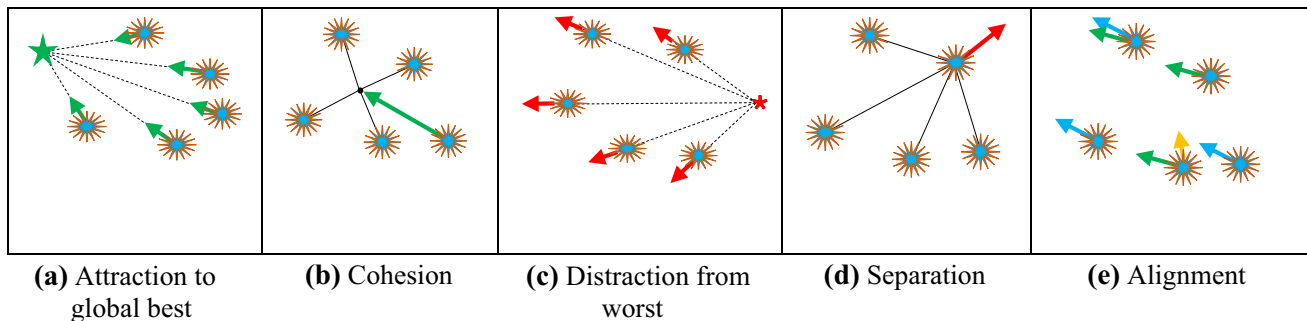 (a) Attraction to
global best
(b) Cohesion
(c) Distraction from
worst
(d) Separation
(e) Alignment